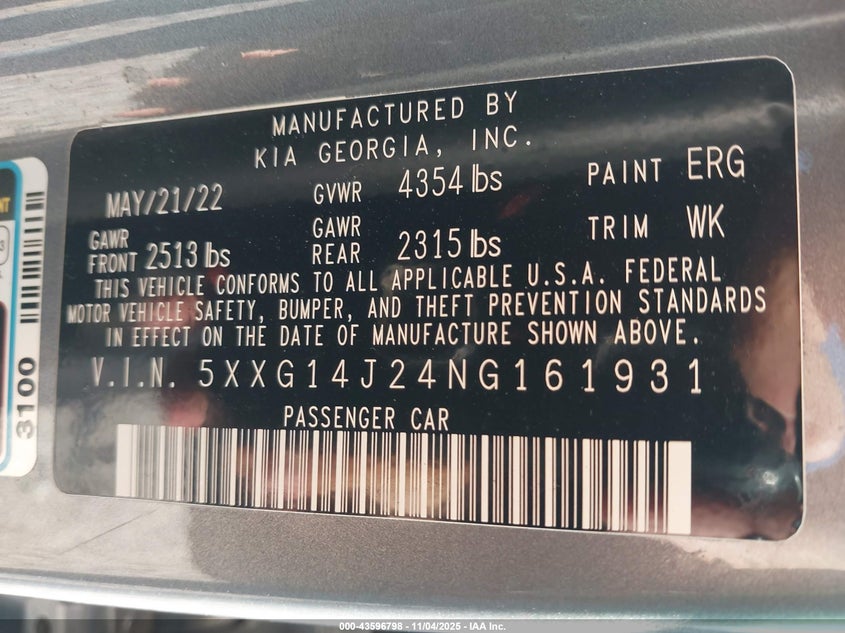 MANUFACTURED BY
KIA GEORGIA, INC.
MAY/21/22 GVWR 4354 lbs PAINT ERG
GAWR FRONT 2513 lbs GAWR REAR 2315 lbs TRIM WK
THIS VEHICLE CONFORMS TO ALL APPLICABLE U.S.A. FEDERAL
MOTOR VEHICLE SAFETY, BUMPER, AND THEFT PREVENTION STANDARDS
IN EFFECT ON THE DATE OF MANUFACTURE SHOWN ABOVE.
V.I.N. 5XXG14J24NG161931
PASSENGER CAR
3100
000-43596798 - 11/04/2025 - IAA Inc.